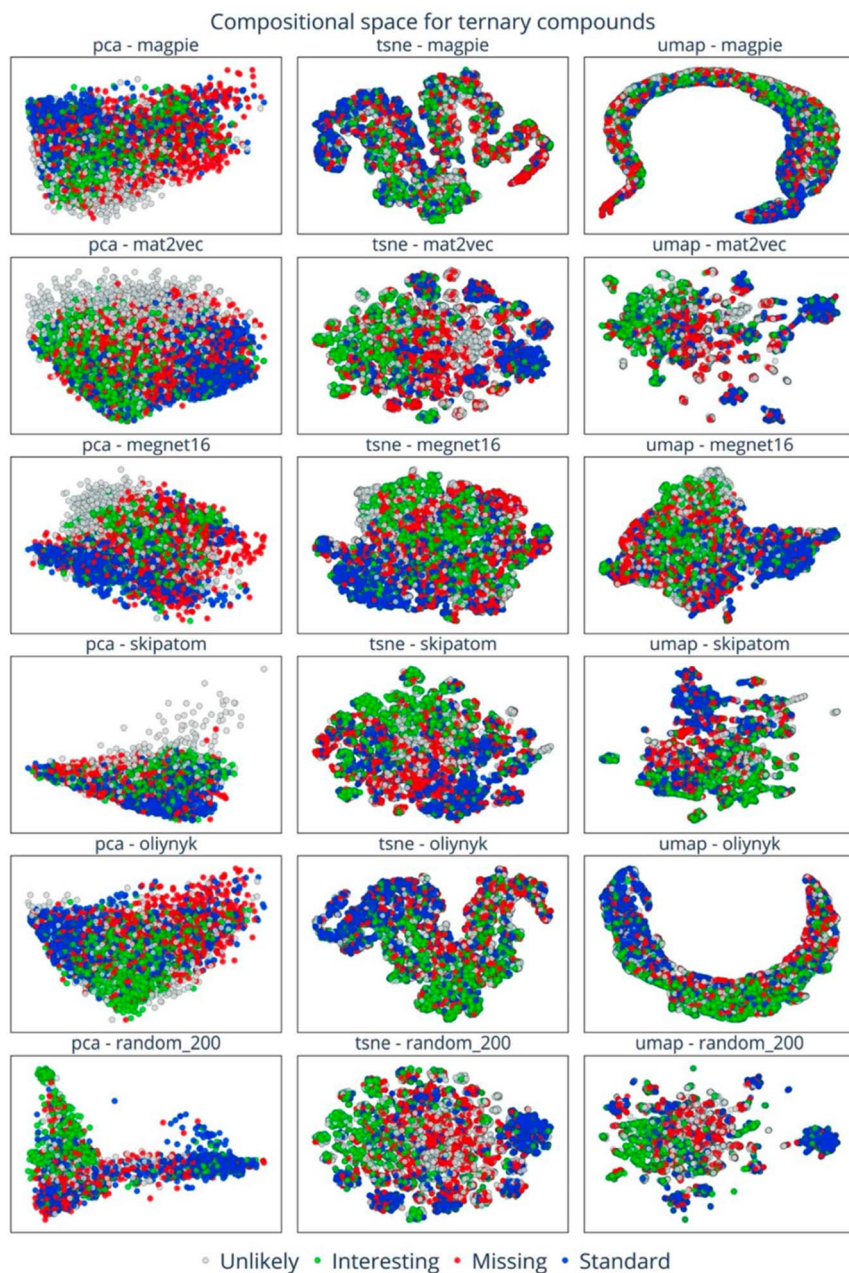 Compositional space for ternary compounds
pca - magpie tsne - magpie umap - magpie
pca - mat2vec tsne - mat2vec umap - mat2vec
pca - megnet16 tsne - megnet16 umap - megnet16
pca - skipatom tsne - skipatom umap - skipatom
pca - oliynyk tsne - oliynyk umap - oliynyk
pca - random_200 tsne - random_200 umap - random_200
Unlikely Interesting Missing Standard